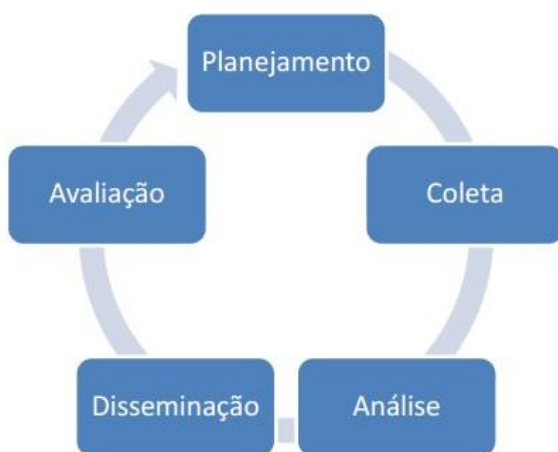 Planejamento
Coleta
Análise
Disseminação
Avaliação